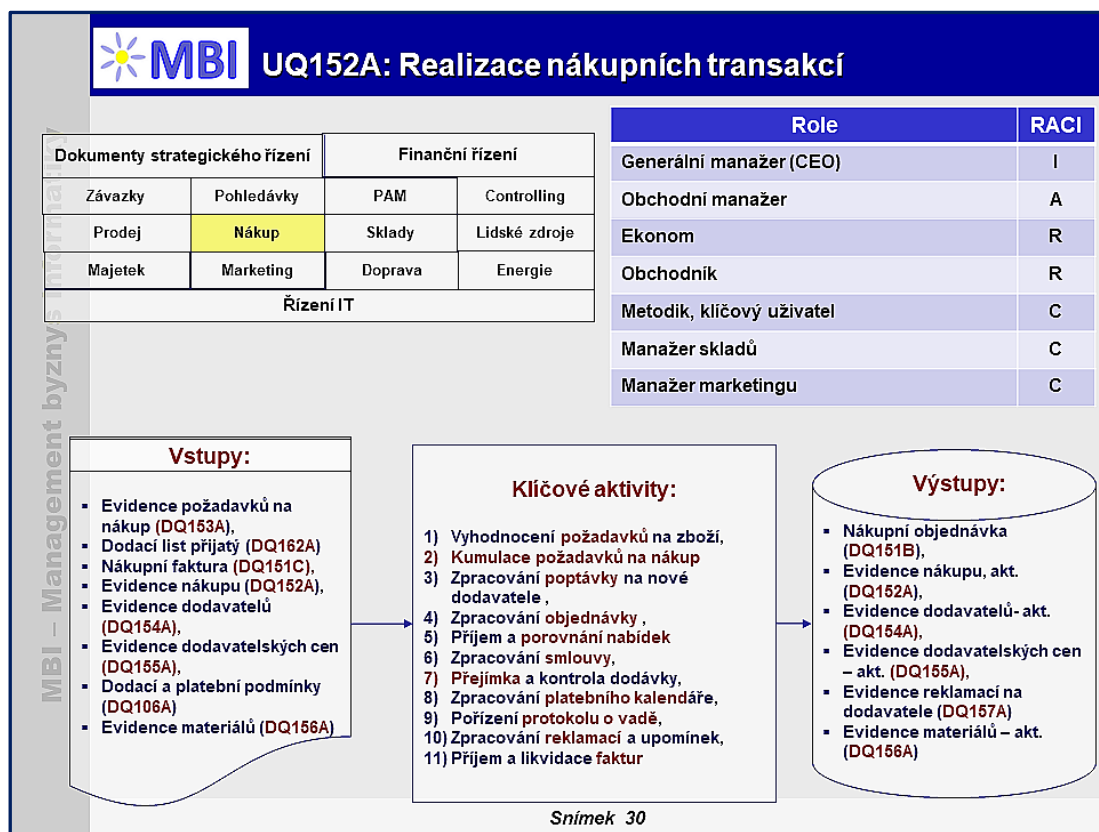 MBI
UQ152A: Realizace nákupních transakcí
MBI – Management byznys informatiky
Dokumenty strategického řízení
Finanční řízení
Závazky
Pohledávky
PAM
Controlling
Prodej
Nákup
Sklady
Lidské zdroje
Majetek
Marketing
Doprava
Energie
Řízení IT
Role
RACI
Generální manažer (CEO)
I
Obchodní manažer
A
Ekonom
R
Obchodník
R
Metodik, klíčový uživatel
C
Manažer skladů
C
Manažer marketingu
C
Vstupy:
▪ Evidence požadavků na
nákup (DQ153A),
▪ Dodací list přijatý (DQ162A)
▪ Nákupní faktura (DQ151C),
▪ Evidence nákupu (DQ152A),
▪ Evidence dodavatelů
(DQ154A),
▪ Evidence dodavatelských cen
(DQ155A),
▪ Dodací a platební podmínky
(DQ106A)
▪ Evidence materiálů (DQ156A)
Klíčové aktivity:
1) Vyhodnocení požadavků na zboží,
2) Kumulace požadavků na nákup
3) Zpracování poptávky na nové
dodavatele ,
4) Zpracování objednávky ,
5) Příjem a porovnání nabídek
6) Zpracování smlouvy,
7) Přejímka a kontrola dodávky,
8) Zpracování platebního kalendáře,
9) Pořízení protokolu o vadě,
10) Zpracování reklamací a upomínek,
11) Příjem a likvidace faktur
Výstupy:
▪ Nákupní objednávka
(DQ151B),
▪ Evidence nákupu, akt.
(DQ152A),
▪ Evidence dodavatelů- akt.
(DQ154A),
▪ Evidence dodavatelských cen
– akt. (DQ155A),
▪ Evidence reklamací na
dodavatele (DQ157A)
▪ Evidence materiálů – akt.
(DQ156A)
Snímek 30